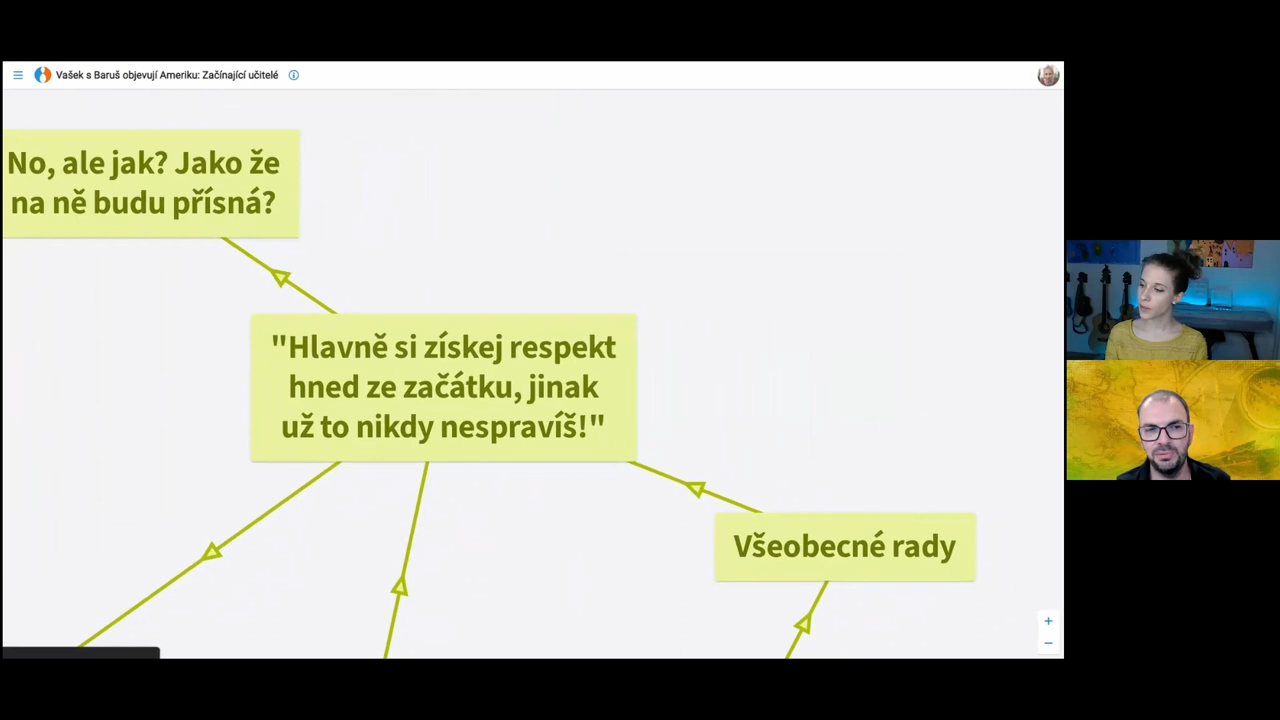 Vašek s Baruš objevují Ameriku: Začínající učitelé
No, ale jak? Jako že
na ně budu přísná?
"Hlavně si získej respekt
hned ze začátku, jinak
už to nikdy nespravíš!"
Všeobecné rady